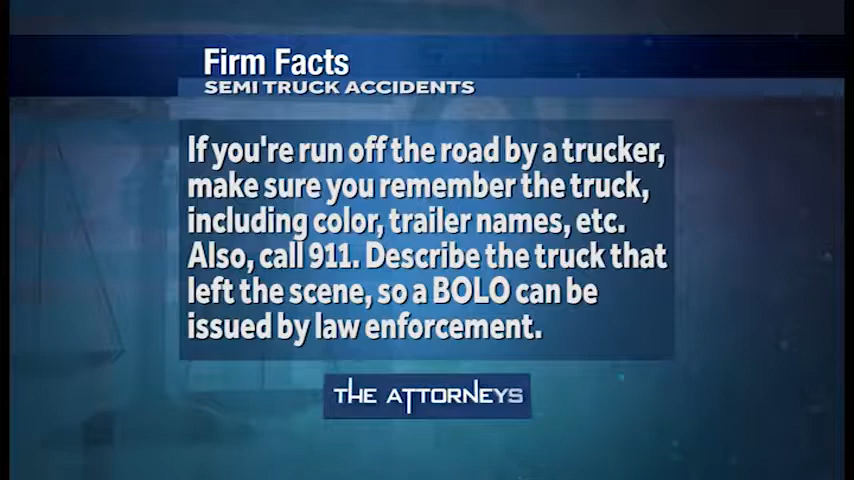 Firm Facts
SEMI TRUCK ACCIDENTS
If you're run off the road by a trucker,
make sure you remember the truck,
including color, trailer names, etc.
Also, call 911. Describe the truck that
left the scene, so a BOLO can be
issued by law enforcement.
THE ATTORNEYS